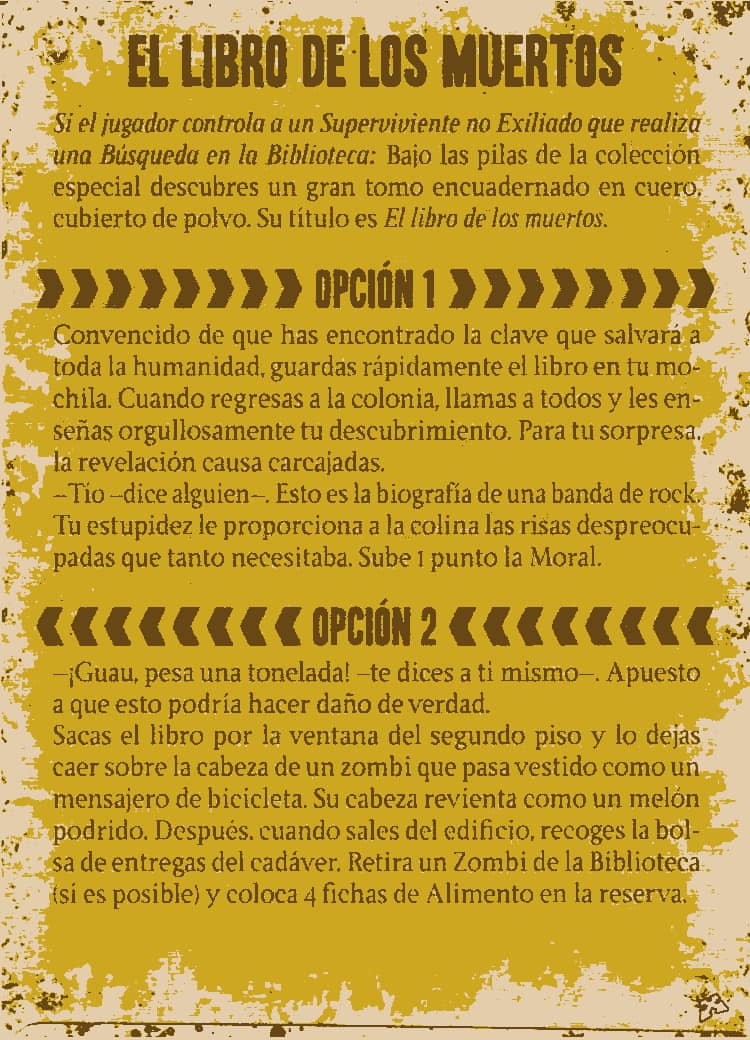 EL LIBRO DE LOS MUERTOS
Si el jugador controla a un Superviviente no Exiliado que realiza
una Búsqueda en la Biblioteca: Bajo las pilas de la colección
especial descubres un gran tomo encuadernado en cuero,
cubierto de polvo. Su título es El libro de los muertos.
OPCIÓN 1
Convencido de que has encontrado la clave que salvará a
toda la humanidad, guardas rápidamente el libro en tu mo-
chila. Cuando regresas a la colonia, llamas a todos y les en-
señas orgullosamente tu descubrimiento. Para tu sorpresa,
la revelación causa carcajadas.
–Tío –dice alguien–. Esto es la biografía de una banda de rock.
Tu estupidez le proporciona a la colina las risas despreocu-
padas que tanto necesitaba. Sube 1 punto la Moral.
OPCIÓN 2
–¡Guau, pesa una tonelada! –te dices a ti mismo–. Apuesto
a que esto podría hacer daño de verdad.
Sacas el libro por la ventana del segundo piso y lo dejas
caer sobre la cabeza de un zombi que pasa vestido como un
mensajero de bicicleta. Su cabeza revienta como un melón
podrido. Después, cuando sales del edificio, recoges la bol-
sa de entregas del cadáver. Retira un Zombi de la Biblioteca
(si es posible) y coloca 4 fichas de Alimento en la reserva.